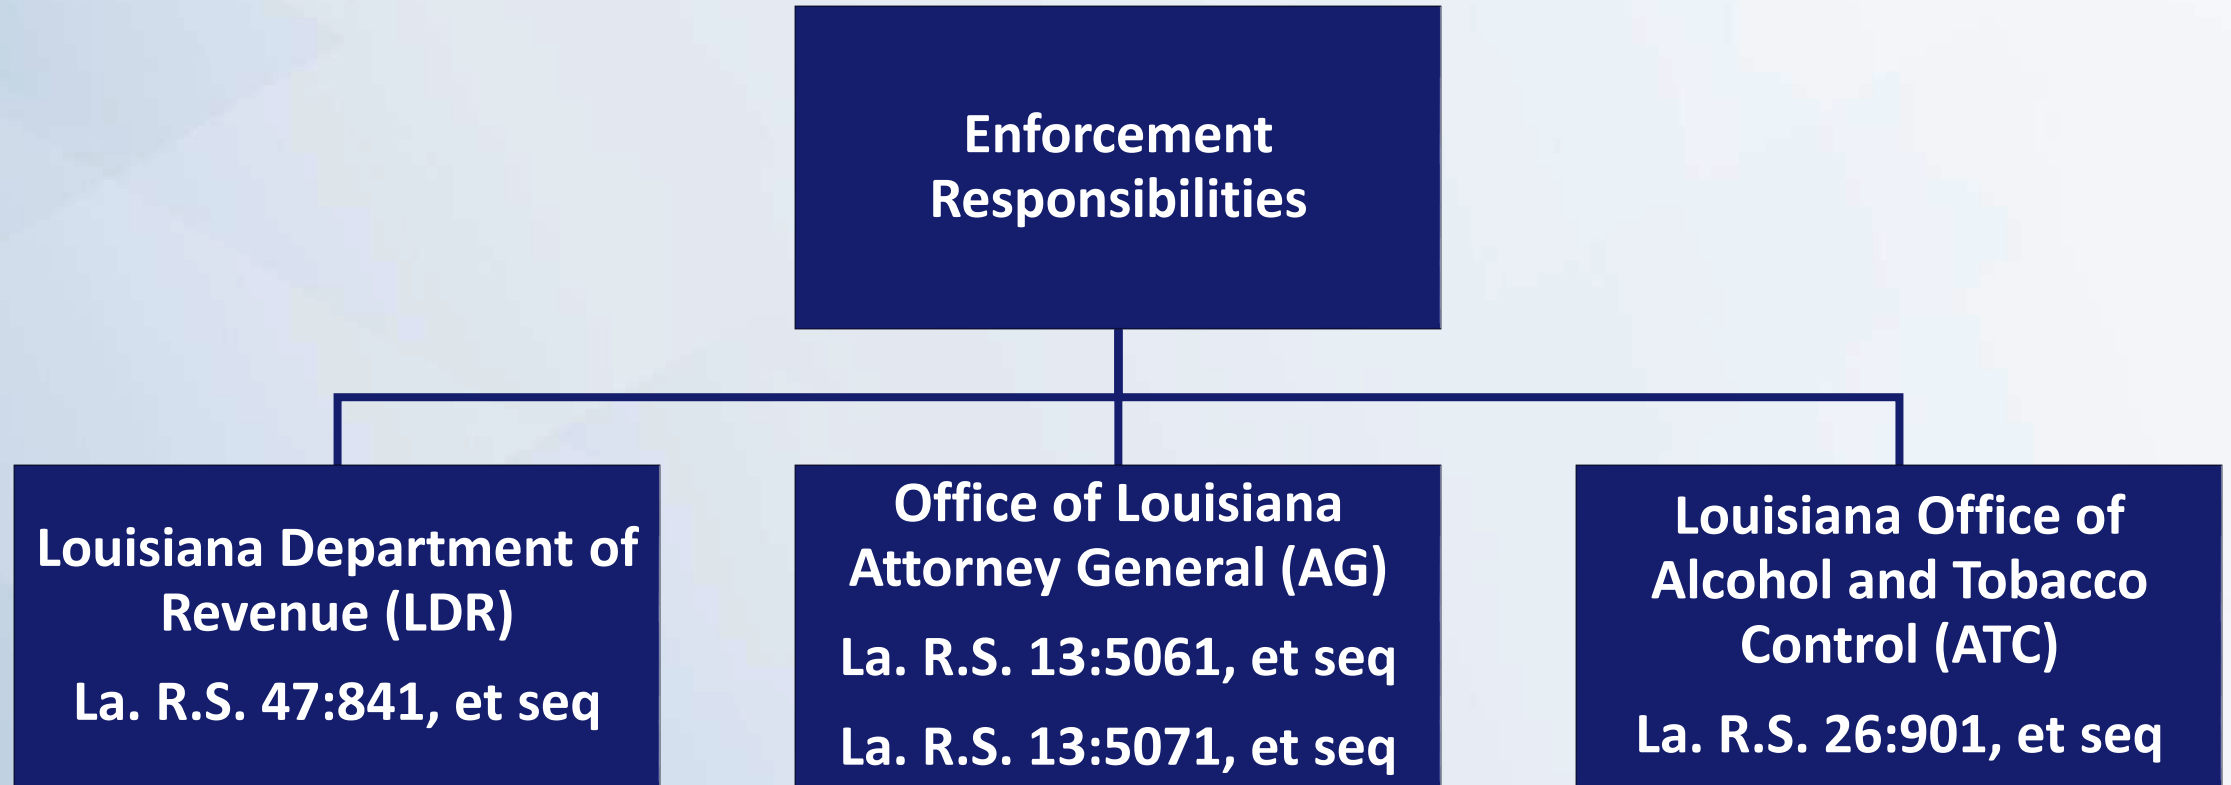 Enforcement
Responsibilities
Louisiana Department of
Revenue (LDR)
La. R.S. 47:841, et seq
Office of Louisiana
Attorney General (AG)
La. R.S. 13:5061, et seq
La. R.S. 13:5071, et seq
Louisiana Office of
Alcohol and Tobacco
Control (ATC)
La. R.S. 26:901, et seq